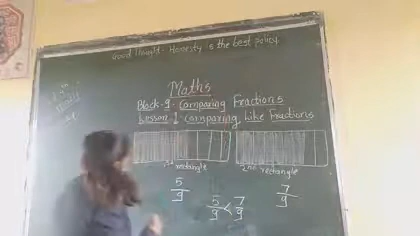 Good Thought - Honesty is the best policy.
Maths
Block-9 - Comparing Fractions
Lesson-1 - Comparing Like Fractions
1st rectangle
2nd rectangle
5/9
7/9
5/9 < 7/9